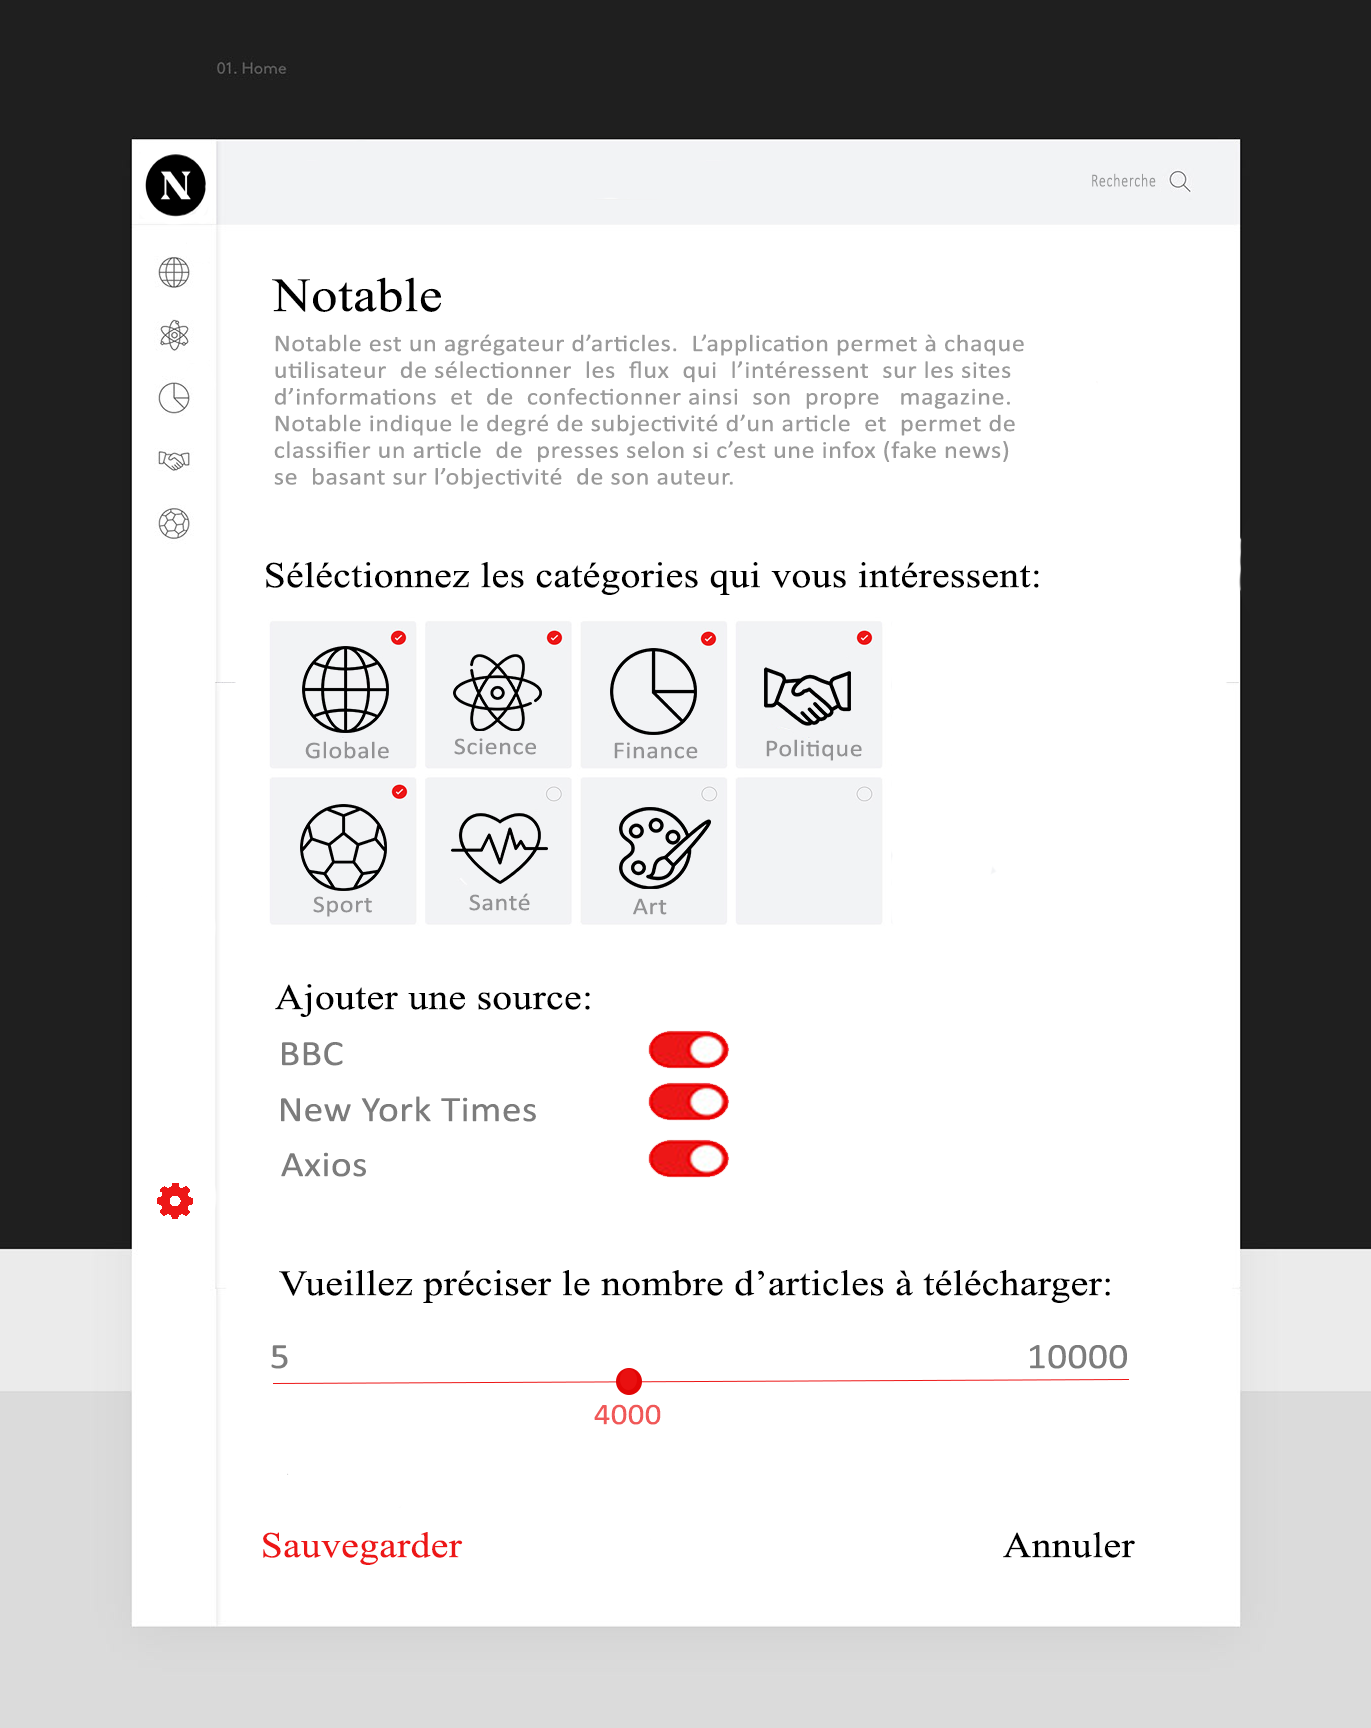 01. Home
N
Recherche
Notable
Notable est un agrégateur d’articles. L’application permet à chaque
utilisateur de sélectionner les flux qui l’intéressent sur les sites
d’informations et de confectionner ainsi son propre magazine.
Notable indique le degré de subjectivité d’un article et permet de
classifier un article de presses selon si c’est une infox (fake news)
se basant sur l’objectivité de son auteur.
Séléctionnez les catégories qui vous intéressent:
Globale Science Finance Politique
Sport Santé Art
Ajouter une source:
BBC
New York Times
Axios
Vueillez préciser le nombre d’articles à télécharger:
5 10000
4000
Sauvegarder Annuler